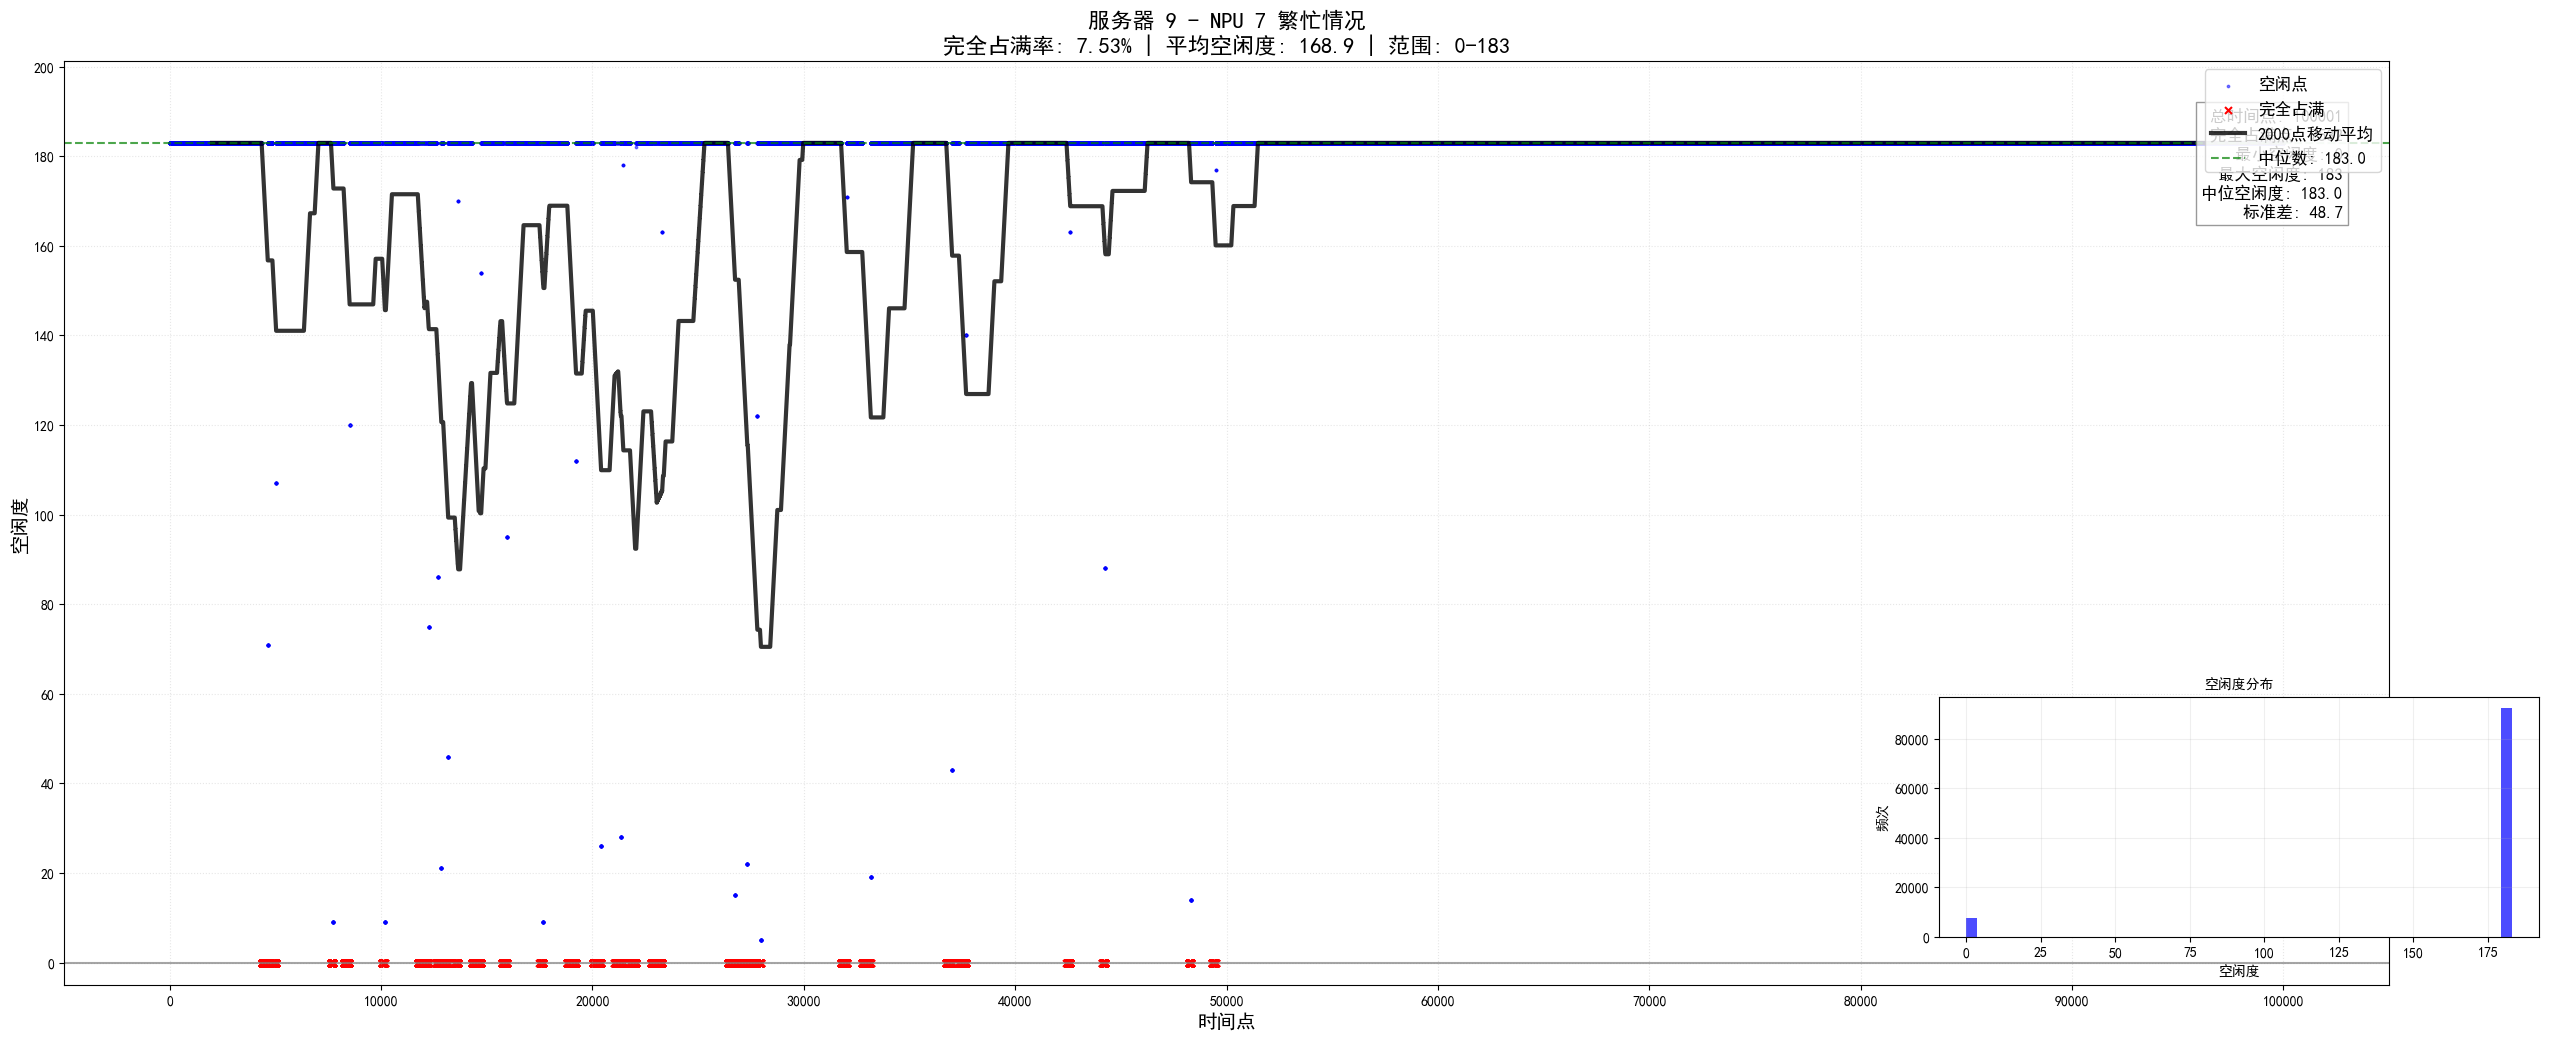 服务器 9 - NPU 7 繁忙情况
完全占满率: 7.53% | 平均空闲度: 168.9 | 范围: 0-183
200
180
160
140
120
100
80
60
40
20
0
空闲度
空闲点
完全占满
2000点移动平均
中位数: 183.0
总时间点: 100001
最大空闲度: 183
中位空闲度: 183.0
标准差: 48.7
空闲度分布
80000
60000
40000
20000
0
频次
0 25 50 75 100 125 150 175
空闲度
0 10000 20000 30000 40000 50000 60000 70000 80000 90000 100000
时间点